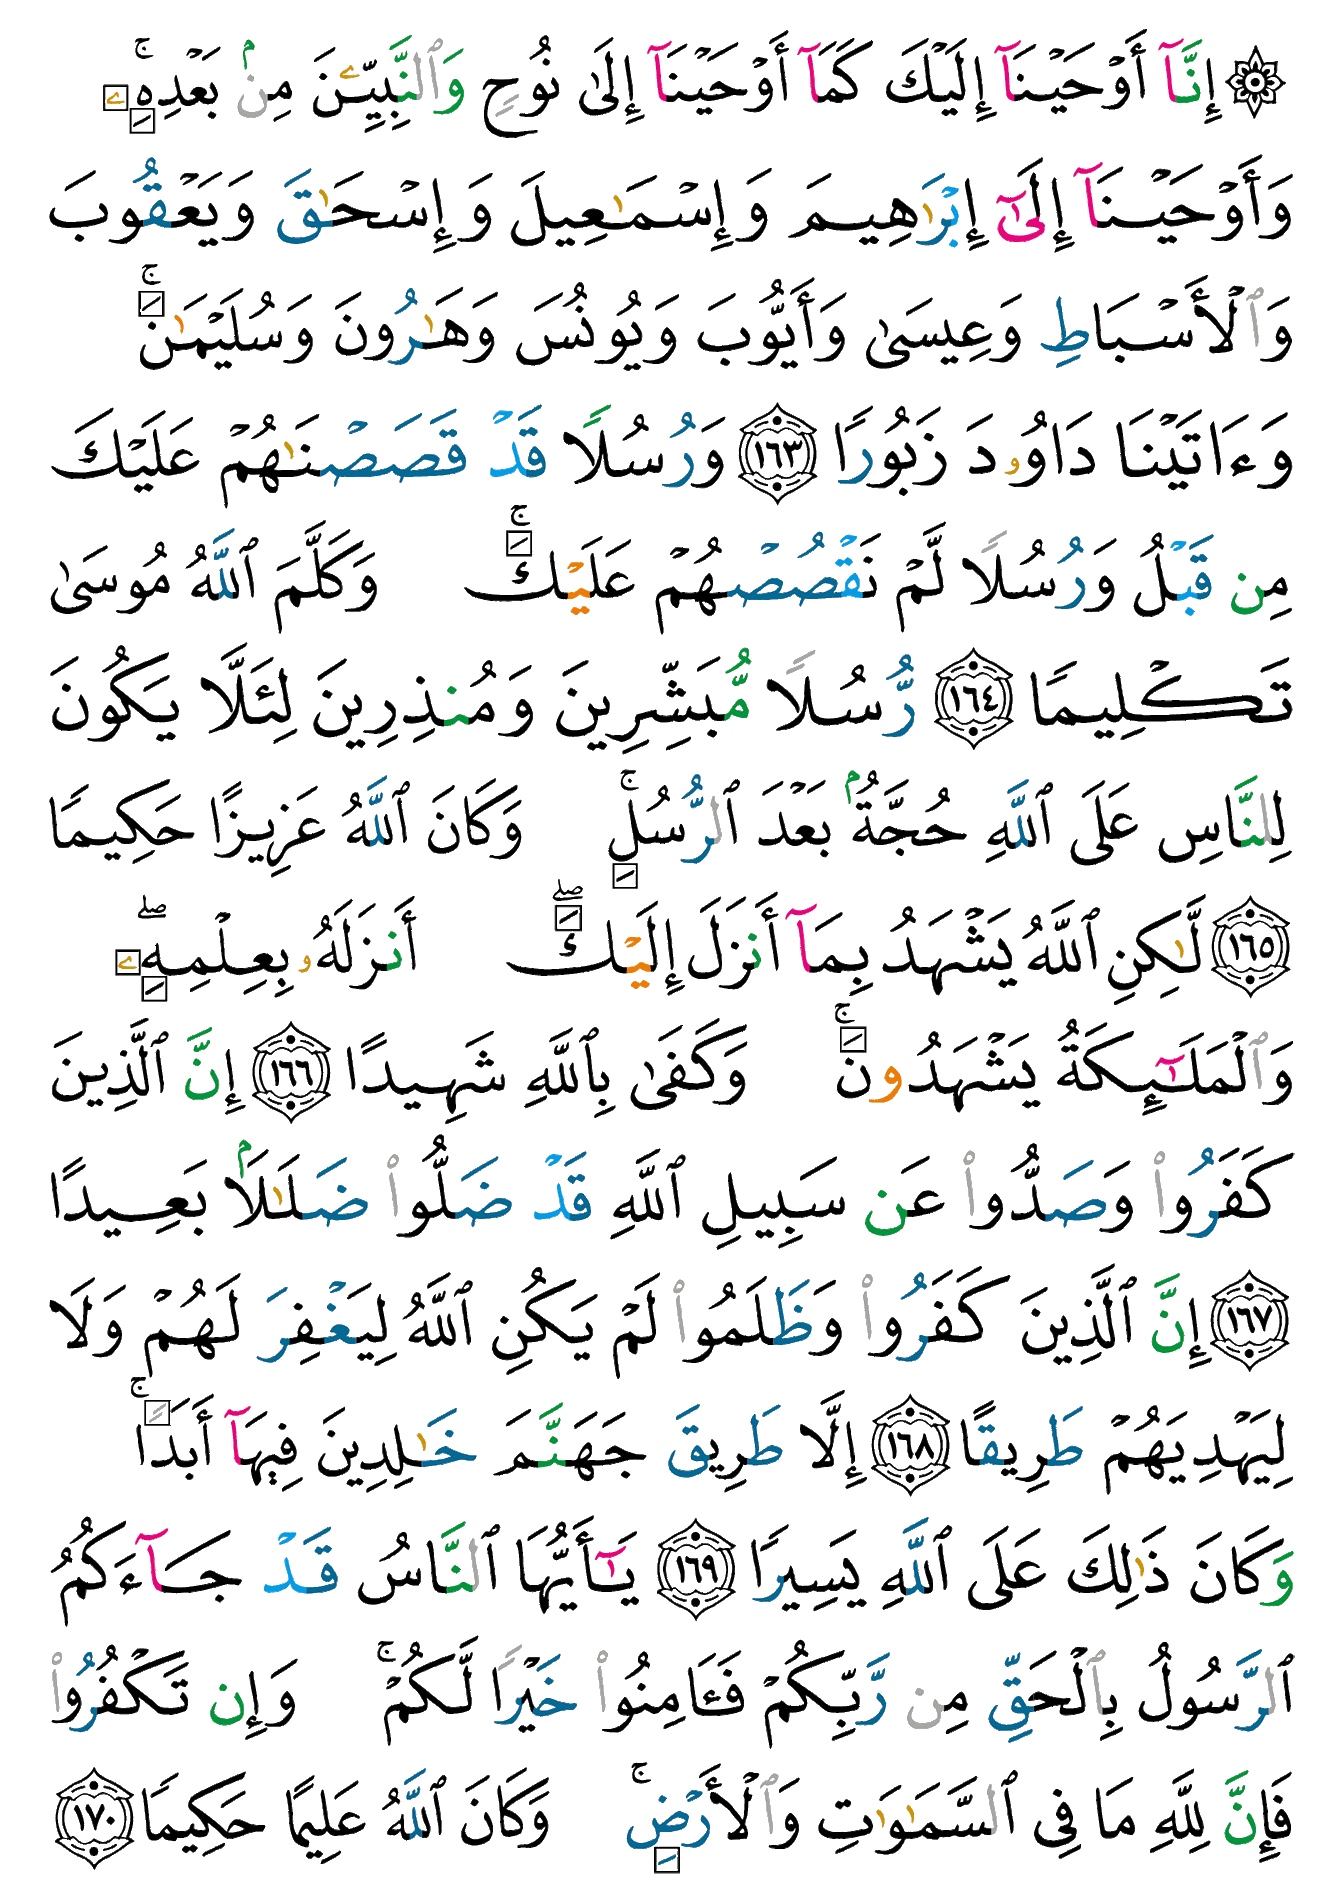 ۞ إِنَّآ أَوْحَيْنَآ إِلَيْكَ كَمَآ أَوْحَيْنَآ إِلَىٰ نُوحٍ وَٱلنَّبِيِّـۧنَ مِنۢ بَعْدِهِۦ ۚ
وَأَوْحَيْنَآ إِلَىٰٓ إِبْرَٰهِيمَ وَإِسْمَـٰعِيلَ وَإِسْحَـٰقَ وَيَعْقُوبَ
وَٱلْأَسْبَاطِ وَعِيسَىٰ وَأَيُّوبَ وَيُونُسَ وَهَـٰرُونَ وَسُلَيْمَـٰنَ ۚ
وَءَاتَيْنَا دَاوُۥدَ زَبُورًا ١٦٣ وَرُسُلًا قَدْ قَصَصْنَـٰهُمْ عَلَيْكَ
مِن قَبْلُ وَرُسُلًا لَّمْ نَقْصُصْهُمْ عَلَيْكَ ۚ وَكَلَّمَ ٱللَّهُ مُوسَىٰ
تَكْلِيمًا ١٦٤ رُّسُلًا مُّبَشِّرِينَ وَمُنذِرِينَ لِئَلَّا يَكُونَ
لِلنَّاسِ عَلَى ٱللَّهِ حُجَّةٌۢ بَعْدَ ٱلرُّسُلِ ۚ وَكَانَ ٱللَّهُ عَزِيزًا حَكِيمًا
١٦٥ لَّـٰكِنِ ٱللَّهُ يَشْهَدُ بِمَآ أَنزَلَ إِلَيْكَ ۖ أَنزَلَهُۥ بِعِلْمِهِۦ ۖ
وَٱلْمَلَـٰٓئِكَةُ يَشْهَدُونَ ۚ وَكَفَىٰ بِٱللَّهِ شَهِيدًا ١٦٦ إِنَّ ٱلَّذِينَ
كَفَرُوا۟ وَصَدُّوا۟ عَن سَبِيلِ ٱللَّهِ قَدْ ضَلُّوا۟ ضَلَـٰلًۢا بَعِيدًا
١٦٧ إِنَّ ٱلَّذِينَ كَفَرُوا۟ وَظَلَمُوا۟ لَمْ يَكُنِ ٱللَّهُ لِيَغْفِرَ لَهُمْ وَلَا
لِيَهْدِيَهُمْ طَرِيقًا ١٦٨ إِلَّا طَرِيقَ جَهَنَّمَ خَـٰلِدِينَ فِيهَآ أَبَدًا ۚ
وَكَانَ ذَٰلِكَ عَلَى ٱللَّهِ يَسِيرًا ١٦٩ يَـٰٓأَيُّهَا ٱلنَّاسُ قَدْ جَآءَكُمُ
ٱلرَّسُولُ بِٱلْحَقِّ مِن رَّبِّكُمْ فَـَٔامِنُوا۟ خَيْرًا لَّكُمْ ۚ وَإِن تَكْفُرُوا۟
فَإِنَّ لِلَّهِ مَا فِى ٱلسَّمَـٰوَٰتِ وَٱلْأَرْضِ ۚ وَكَانَ ٱللَّهُ عَلِيمًا حَكِيمًا ١٧٠